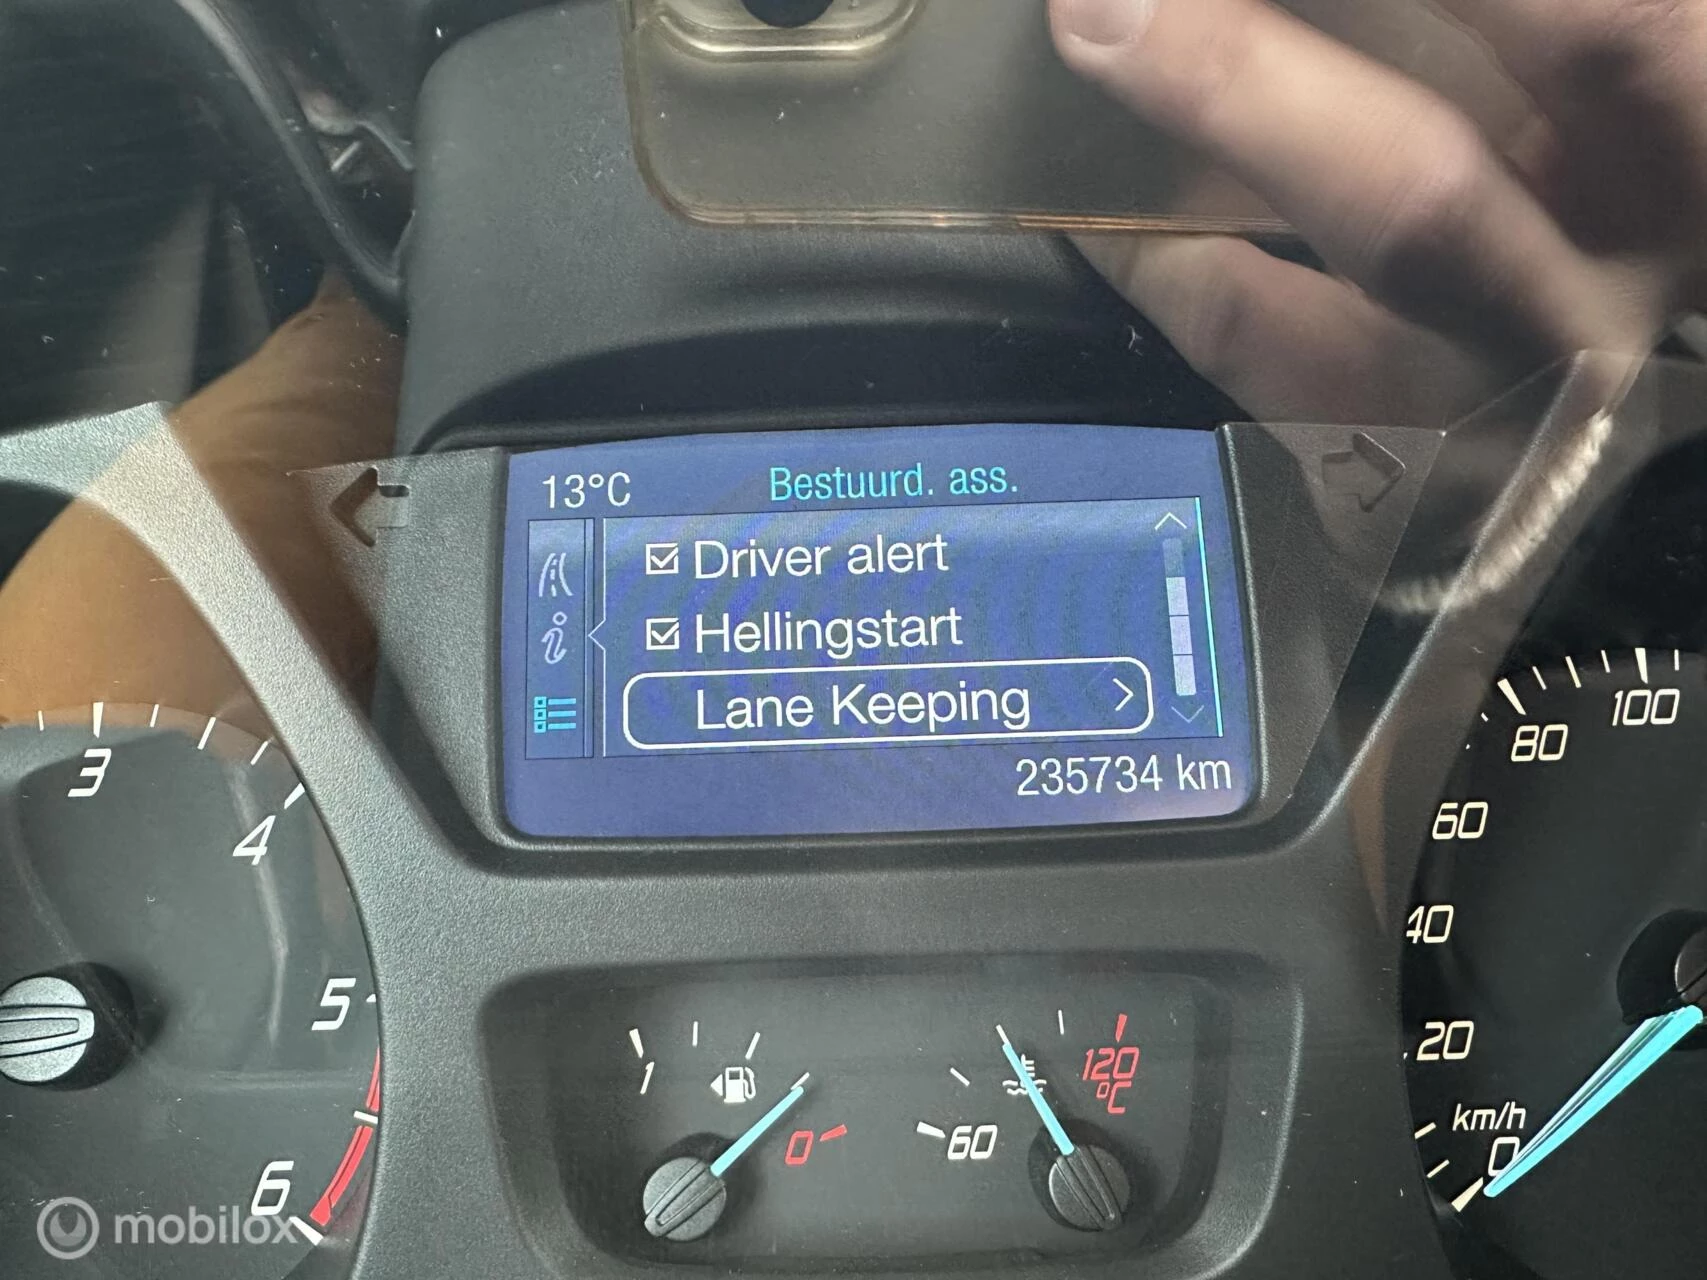 13°C Bestuurd. ass.
Driver alert
Hellingstart
Lane Keeping
235734 km
3
4
5
6
1
0
60
120
°C
100
80
60
40
20
km/h
0
mobilox